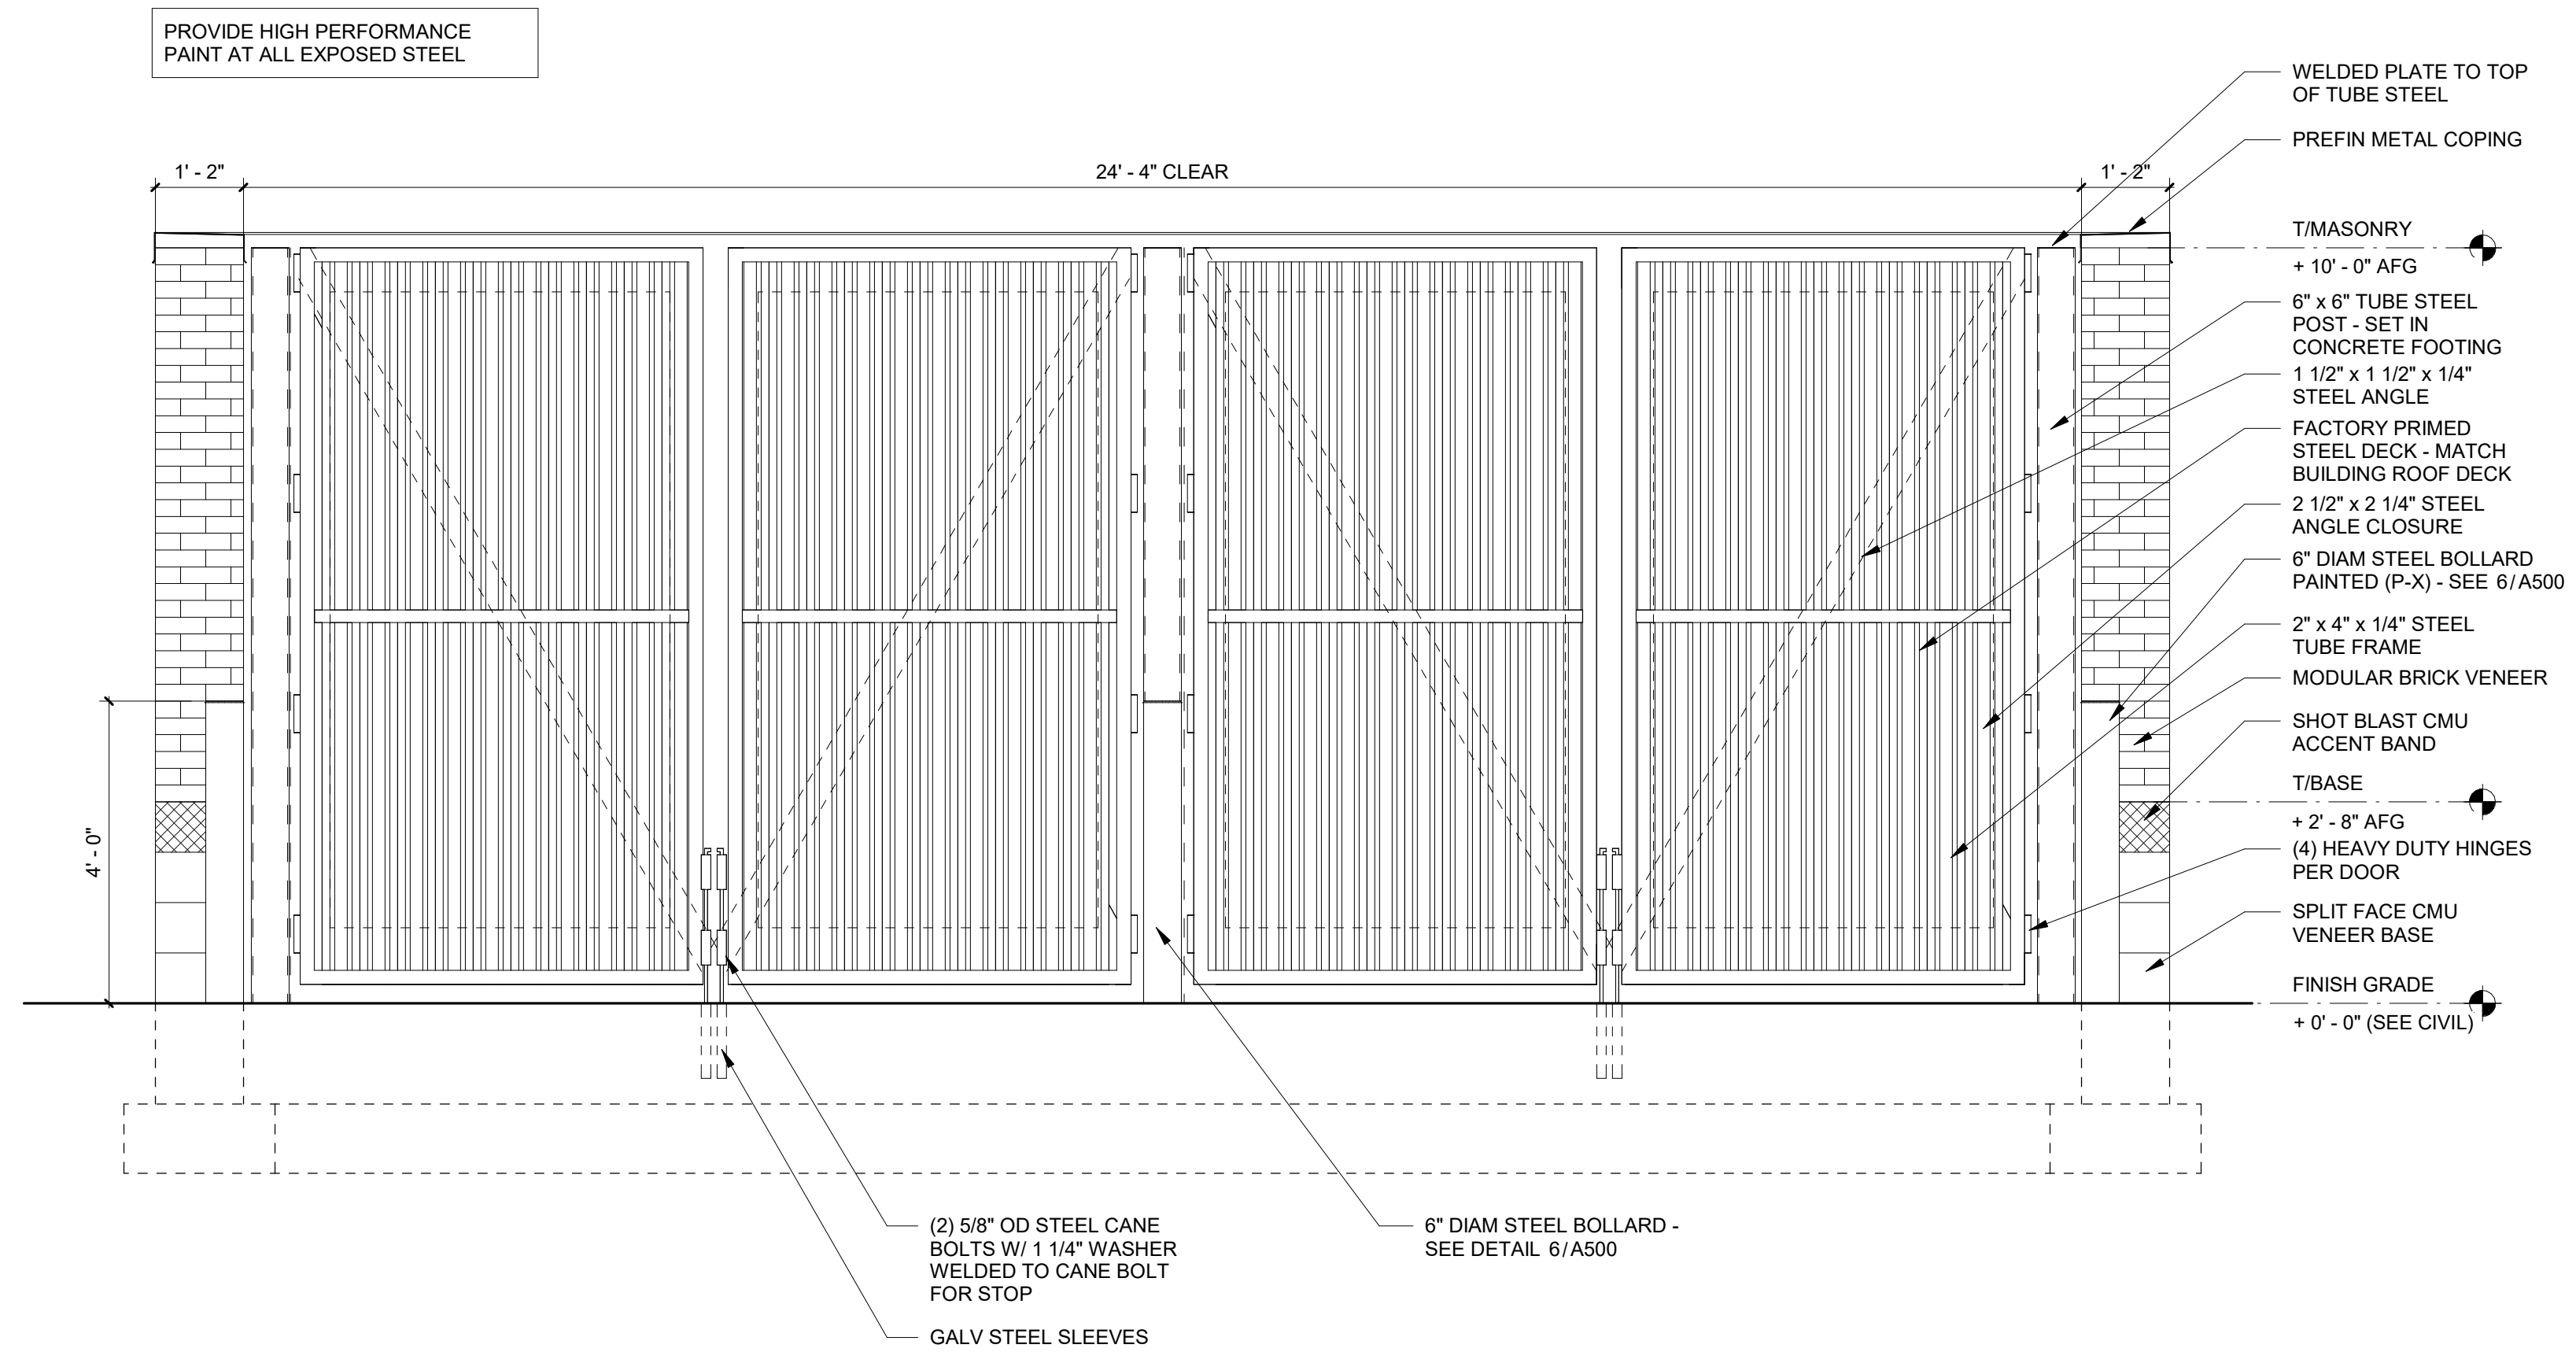 PROVIDE HIGH PERFORMANCE
PAINT AT ALL EXPOSED STEEL
1' - 2"
24' - 4" CLEAR
1' - 2"
WELDED PLATE TO TOP
OF TUBE STEEL
PREFIN METAL COPING
T/MASONRY
+ 10' - 0" AFG
6" x 6" TUBE STEEL
POST - SET IN
CONCRETE FOOTING
1 1/2" x 1 1/2" x 1/4"
STEEL ANGLE
FACTORY PRIMED
STEEL DECK - MATCH
BUILDING ROOF DECK
2 1/2" x 2 1/4" STEEL
ANGLE CLOSURE
6" DIAM STEEL BOLLARD
PAINTED (P-X) - SEE 6/A500
2" x 4" x 1/4" STEEL
TUBE FRAME
MODULAR BRICK VENEER
SHOT BLAST CMU
ACCENT BAND
T/BASE
+ 2' - 8" AFG
(4) HEAVY DUTY HINGES
PER DOOR
SPLIT FACE CMU
VENEER BASE
FINISH GRADE
+ 0' - 0" (SEE CIVIL)
4' - 0"
(2) 5/8" OD STEEL CANE
BOLTS W/ 1 1/4" WASHER
WELDED TO CANE BOLT
FOR STOP
GALV STEEL SLEEVES
6" DIAM STEEL BOLLARD -
SEE DETAIL 6/A500